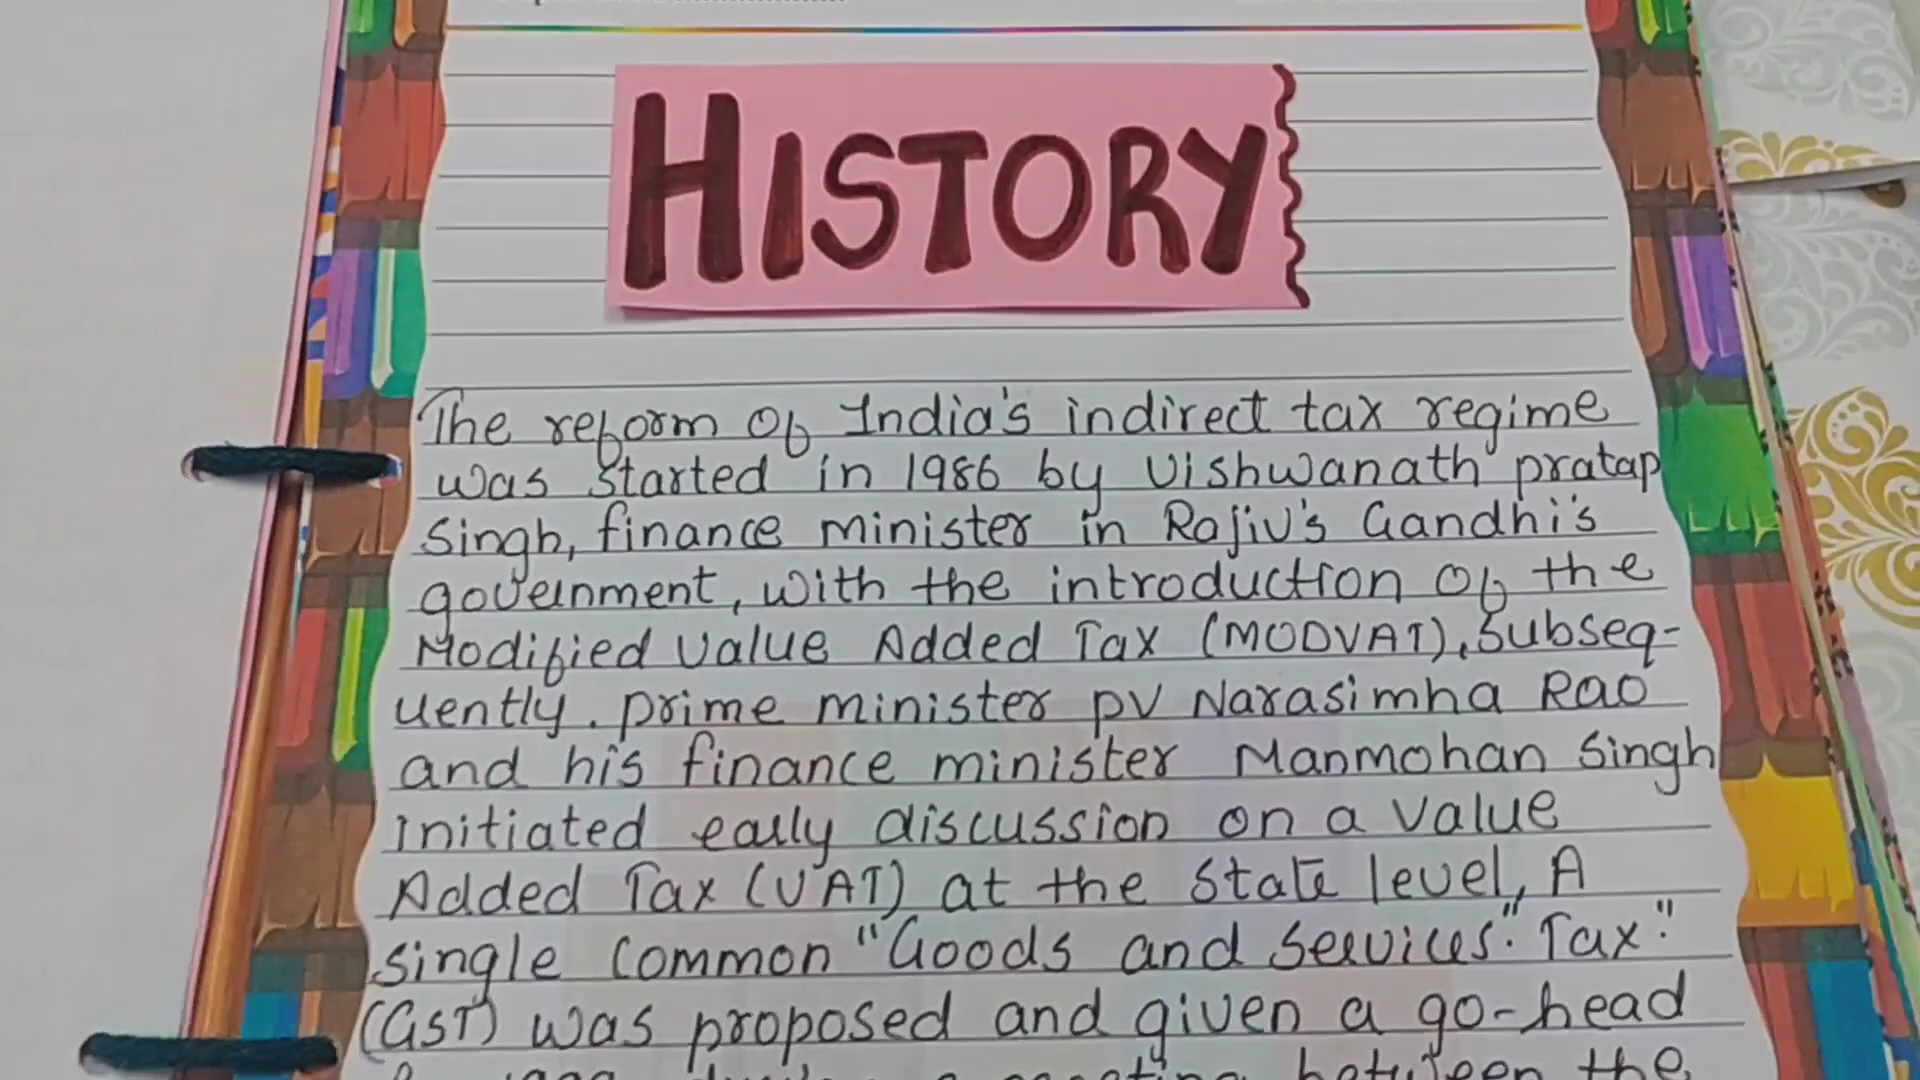 HISTORY
The reform of India's indirect tax regime
was started in 1986 by Vishwanath pratap
Singh, finance minister in Rajiv's Gandhi's
government, with the introduction of the
Modified Value Added Tax (MODVAT), Subseq-
uently. prime minister PV Narasimha Rao
and his finance minister Manmohan Singh
initiated early discussion on a value
Added Tax (VAT) at the State level, A
single common "Goods and Services". Tax."
(GST) was proposed and given a go-head
meeting between the